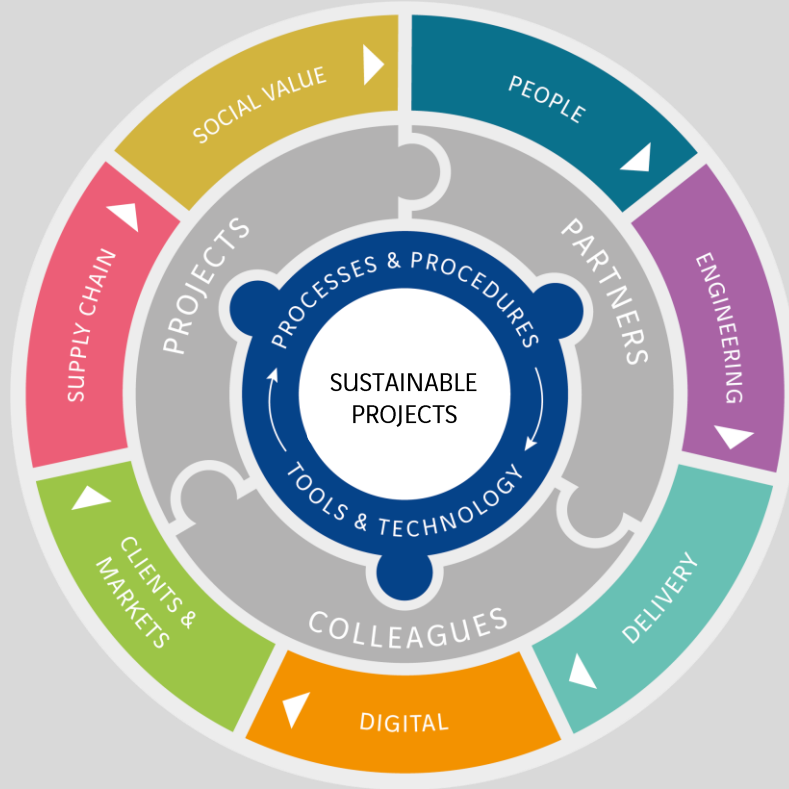 SOCIAL VALUE
PEOPLE
ENGINEERING
DELIVERY
DIGITAL
CLIENTS &
MARKETS
SUPPLY CHAIN
PROJECTS
PARTNERS
COLLEAGUES
PROCESSES & PROCEDURES
TOOLS & TECHNOLOGY
SUSTAINABLE
PROJECTS